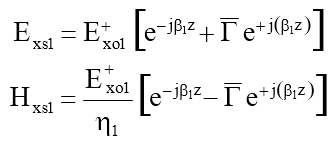 E_xs1 = E⁺_xo1 [e^(-jβ₁z) + Γ̅ e^(+j(β₁z))]
H_xs1 = E⁺_xo1 / η₁ [e^(-jβ₁z) − Γ̅ e^(+j(β₁z))]